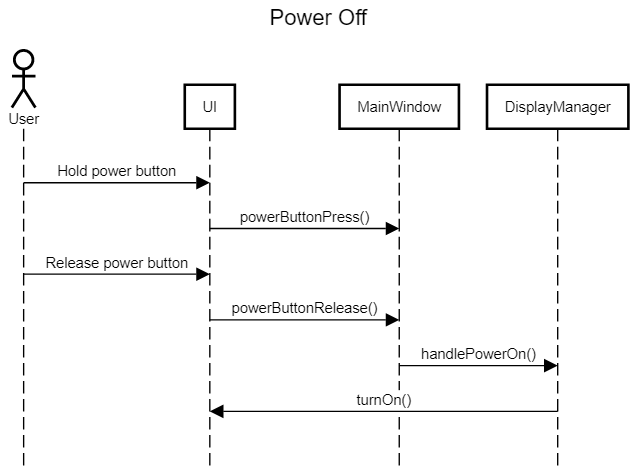 Power Off
User
UI
MainWindow
DisplayManager
Hold power button
powerButtonPress()
Release power button
powerButtonRelease()
handlePowerOn()
turnOn()